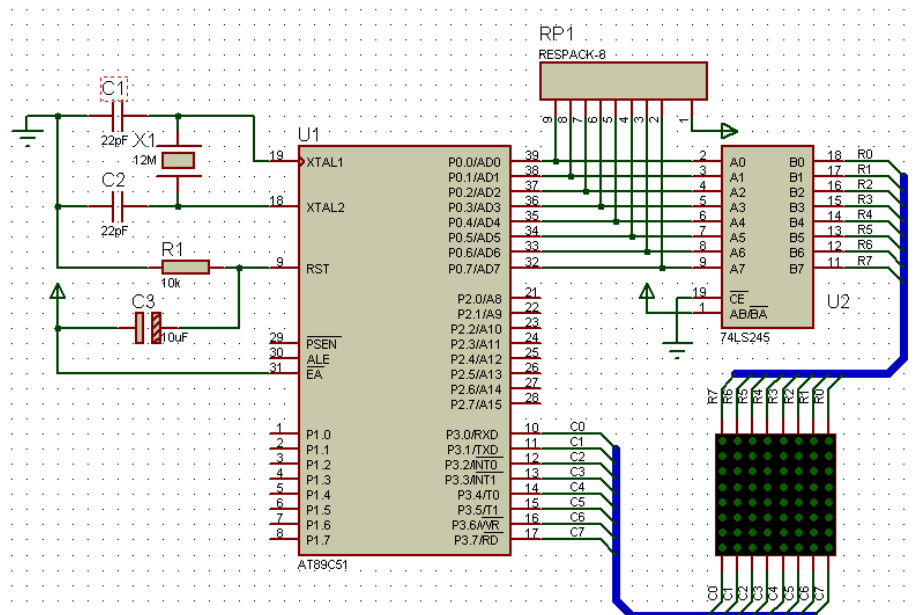 RP1
RESPACK-8
9 8 7 6 5 4 3 2 1
C1
22pF
X1
12M
C2
22pF
R1
10k
C3
10uF
U1
19 XTAL1
18 XTAL2
9 RST
29 PSEN
30 ALE
31 EA
1 P1.0
2 P1.1
3 P1.2
4 P1.3
5 P1.4
6 P1.5
7 P1.6
8 P1.7
P0.0/AD0 39
P0.1/AD1 38
P0.2/AD2 37
P0.3/AD3 36
P0.4/AD4 35
P0.5/AD5 34
P0.6/AD6 33
P0.7/AD7 32
P2.0/A8 21
P2.1/A9 22
P2.2/A10 23
P2.3/A11 24
P2.4/A12 25
P2.5/A13 26
P2.6/A14 27
P2.7/A15 28
P3.0/RXD 10 C0
P3.1/TXD 11 C1
P3.2/INT0 12 C2
P3.3/INT1 13 C3
P3.4/T0 14 C4
P3.5/T1 15 C5
P3.6/WR 16 C6
P3.7/RD 17 C7
AT89C51
2 A0 B0 18 R0
3 A1 B1 17 R1
4 A2 B2 16 R2
5 A3 B3 15 R3
6 A4 B4 14 R4
7 A5 B5 13 R5
8 A6 B6 12 R6
9 A7 B7 11 R7
19 CE
1 AB/BA
U2
74LS245
R7 R6 R5 R4 R3 R2 R1 R0
C0 C1 C2 C3 C4 C5 C6 C7